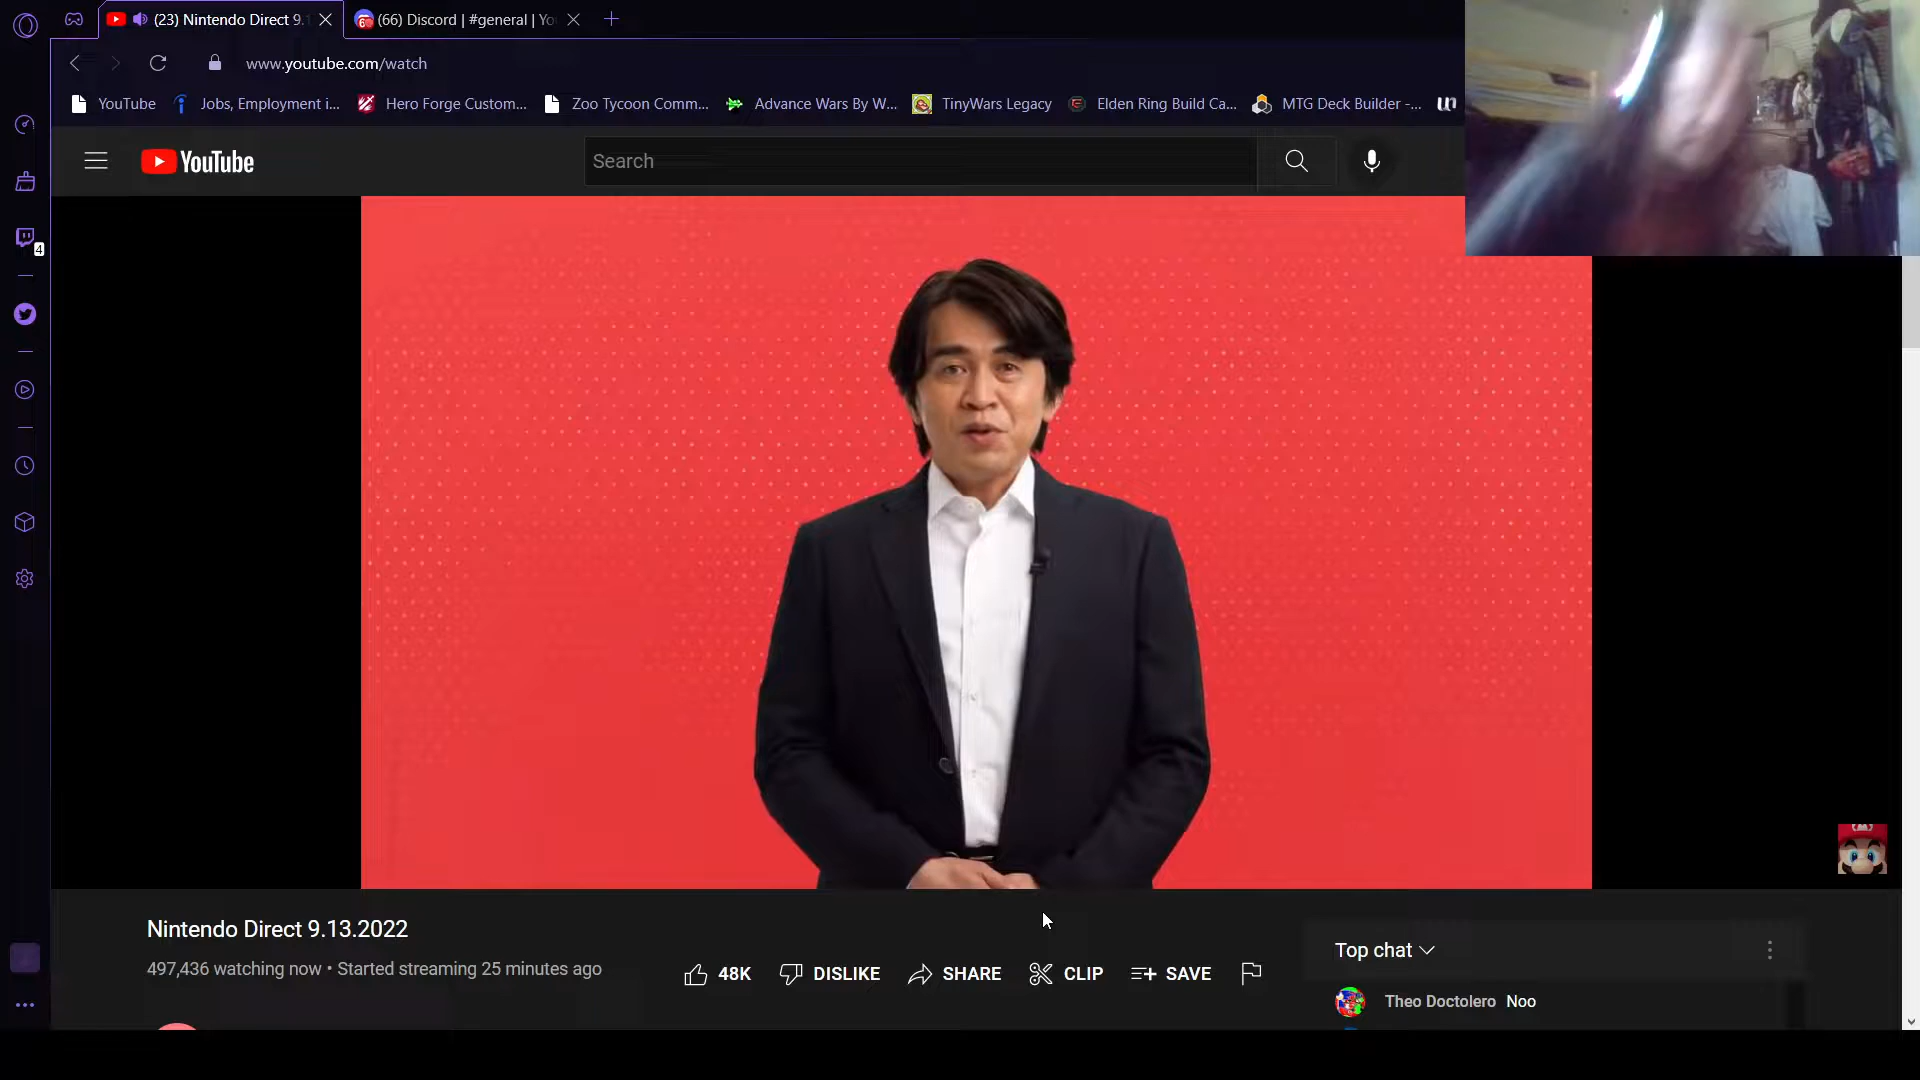 (23) Nintendo Direct 9.
(66) Discord | #general | Yo
www.youtube.com/watch
YouTube
Jobs, Employment i...
Hero Forge Custom...
Zoo Tycoon Comm...
Advance Wars By W...
TinyWars Legacy
Elden Ring Build Ca...
MTG Deck Builder -...
YouTube
Search
4
Nintendo Direct 9.13.2022
497,436 watching now • Started streaming 25 minutes ago
48K
DISLIKE
SHARE
CLIP
SAVE
Top chat
Theo Doctolero Noo